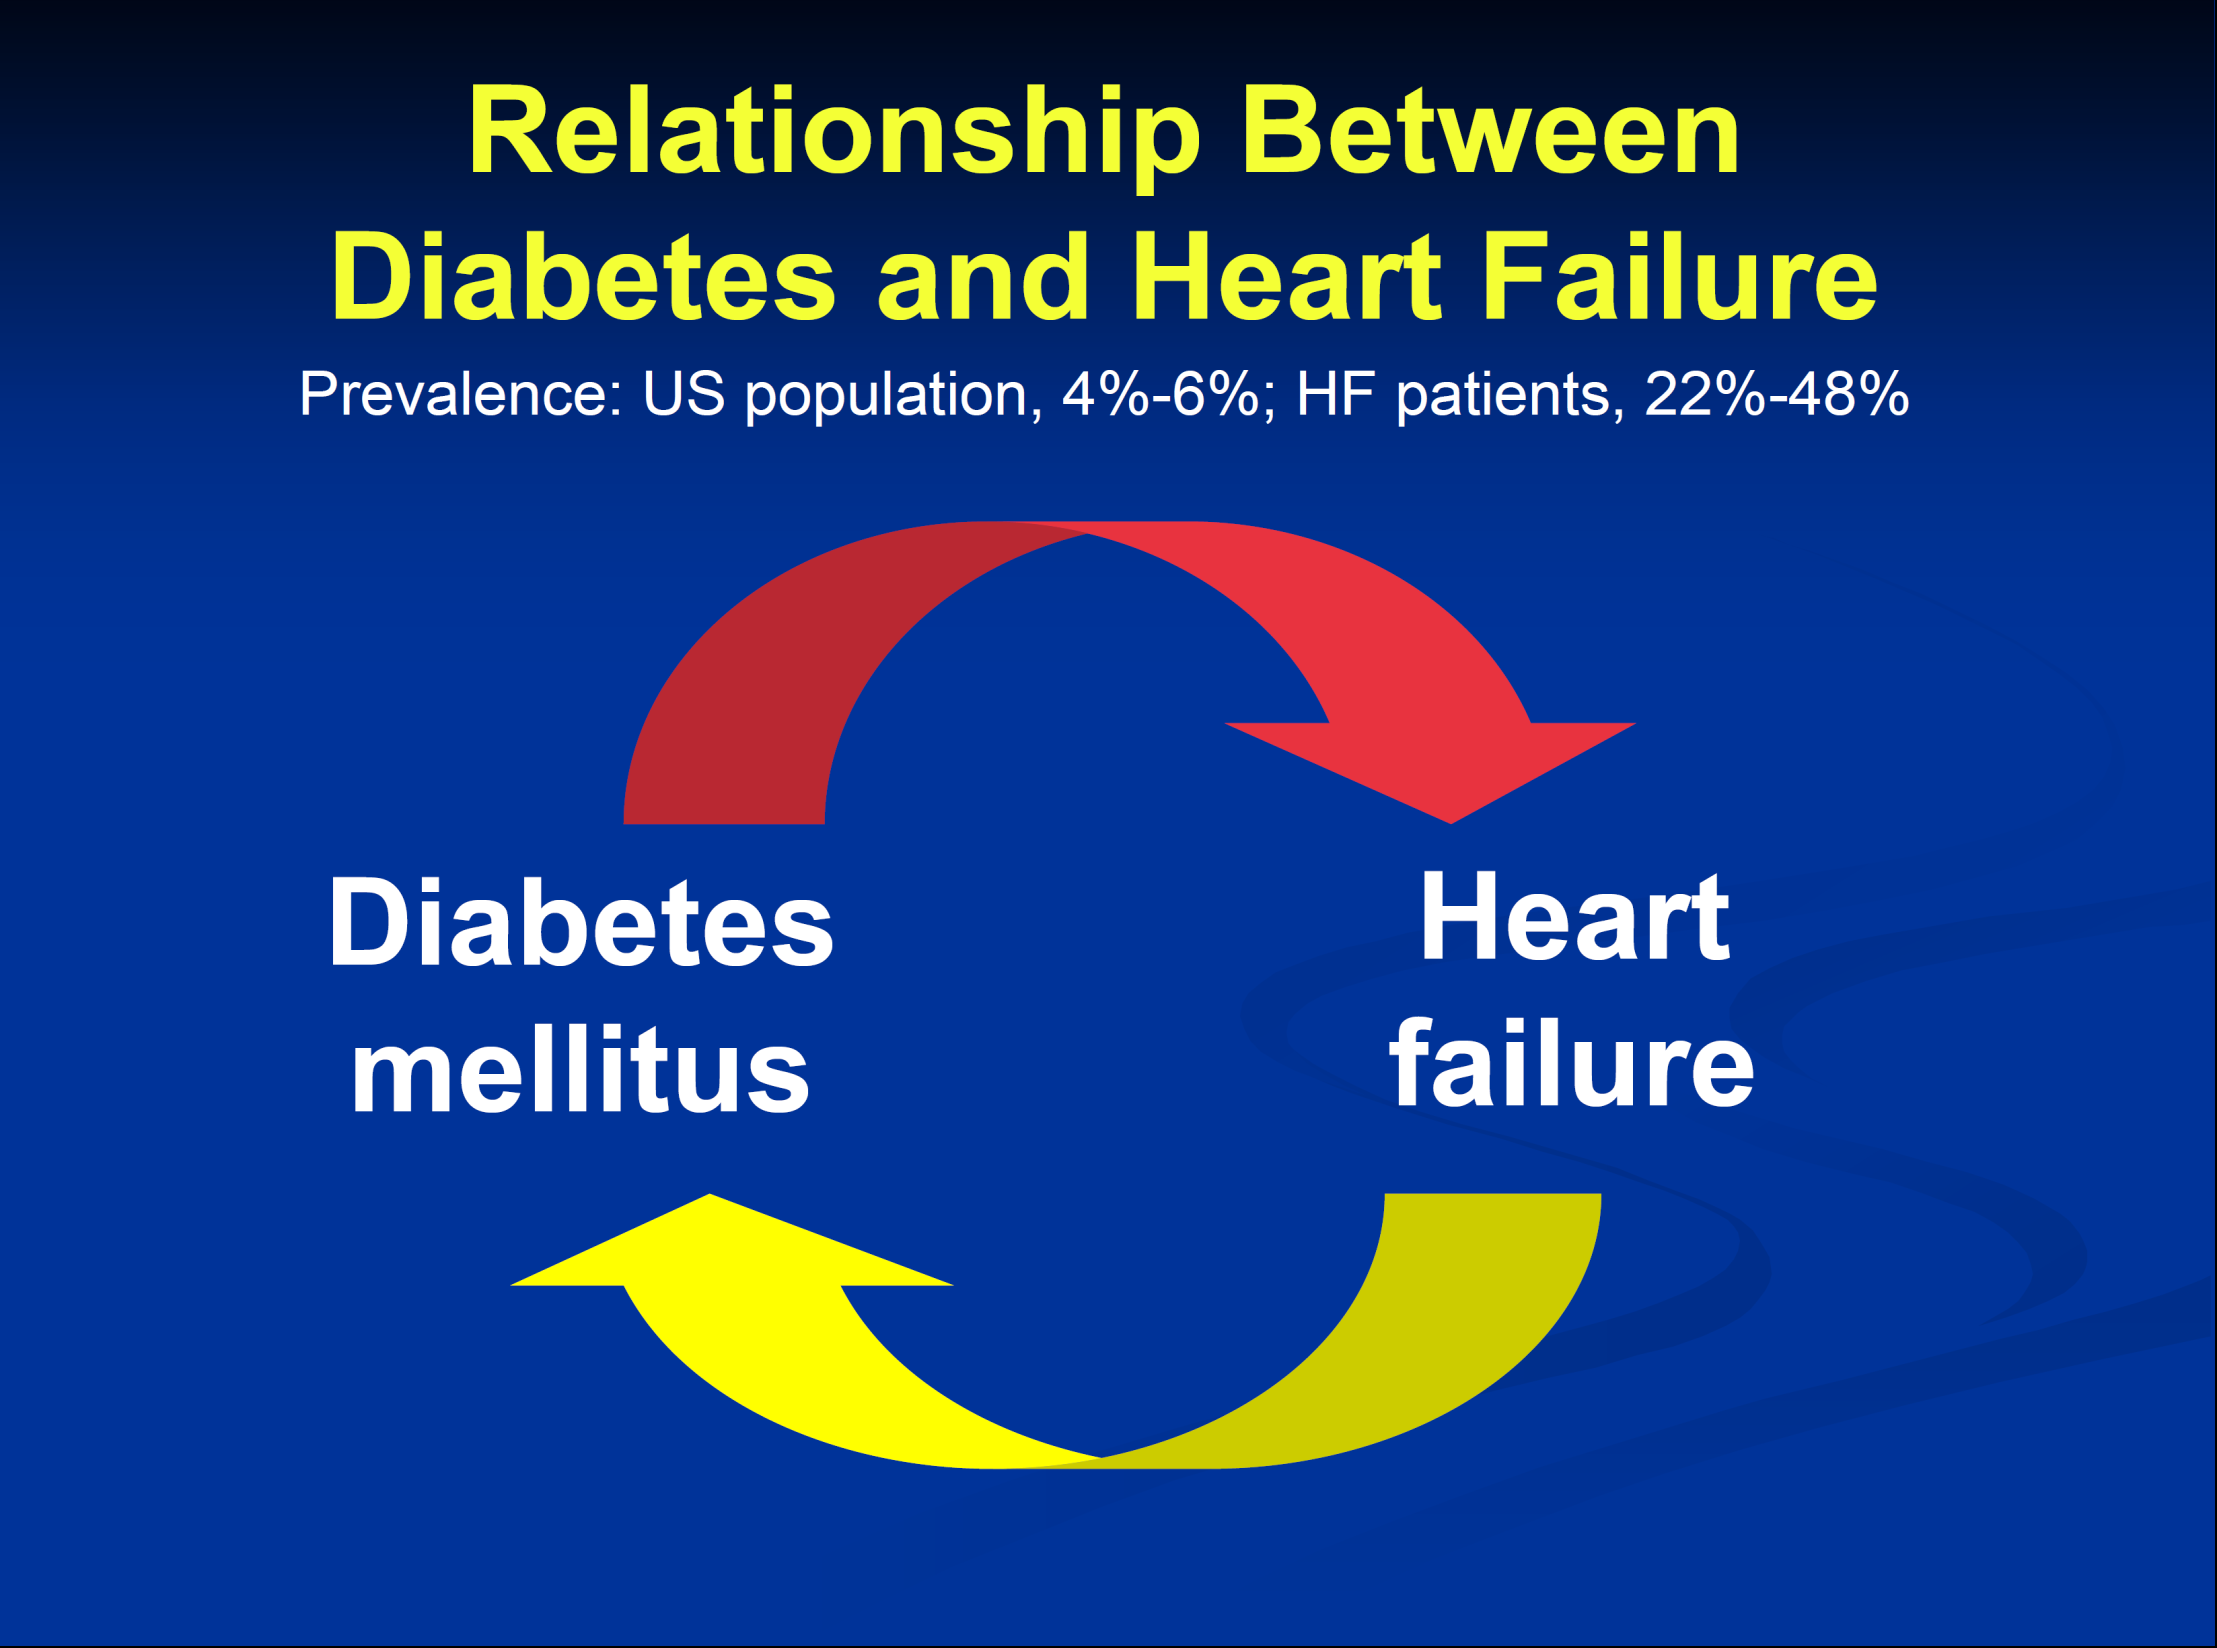 Relationship Between
Diabetes and Heart Failure
Prevalence: US population, 4%-6%; HF patients, 22%-48%
Diabetes
mellitus
Heart
failure